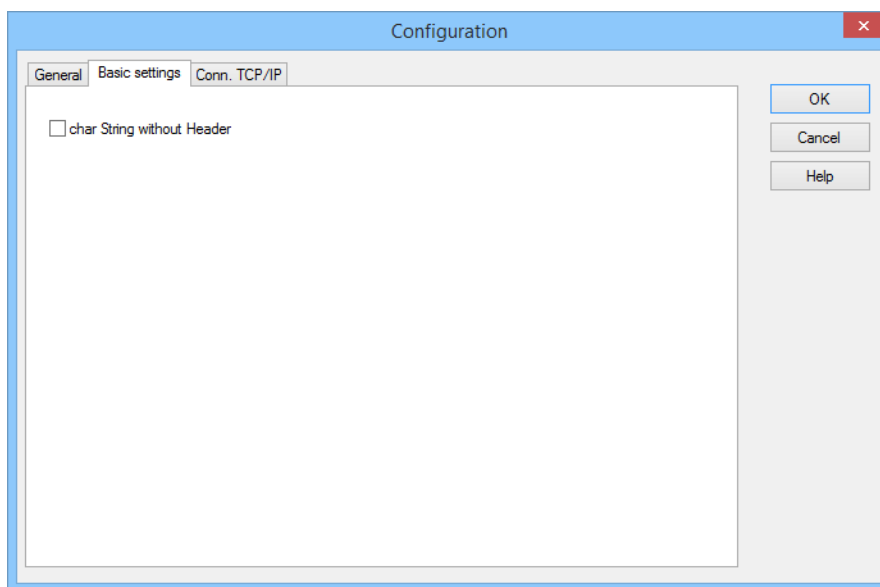 Configuration
General Basic settings Conn. TCP/IP
char String without Header
OK
Cancel
Help